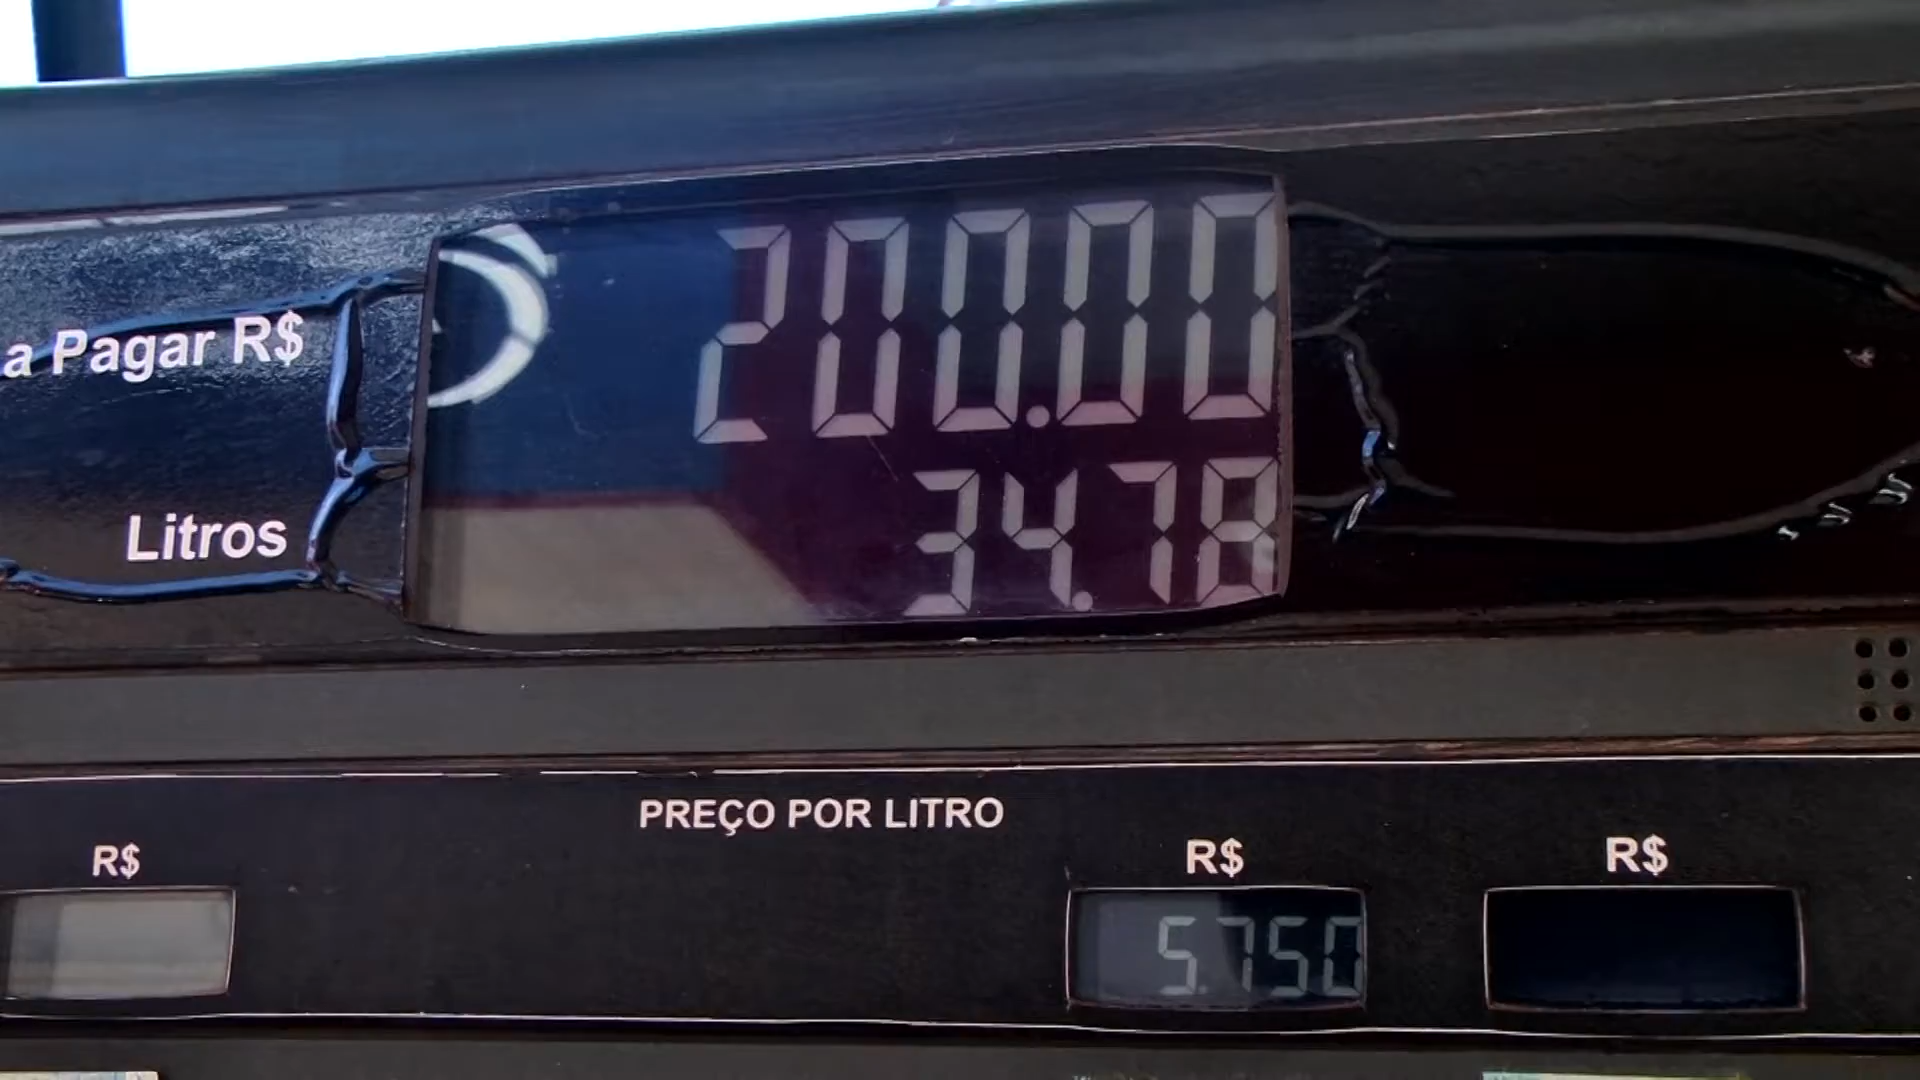 a Pagar R$ 200.00
Litros 34.78
PREÇO POR LITRO
R$ R$ R$
5.750